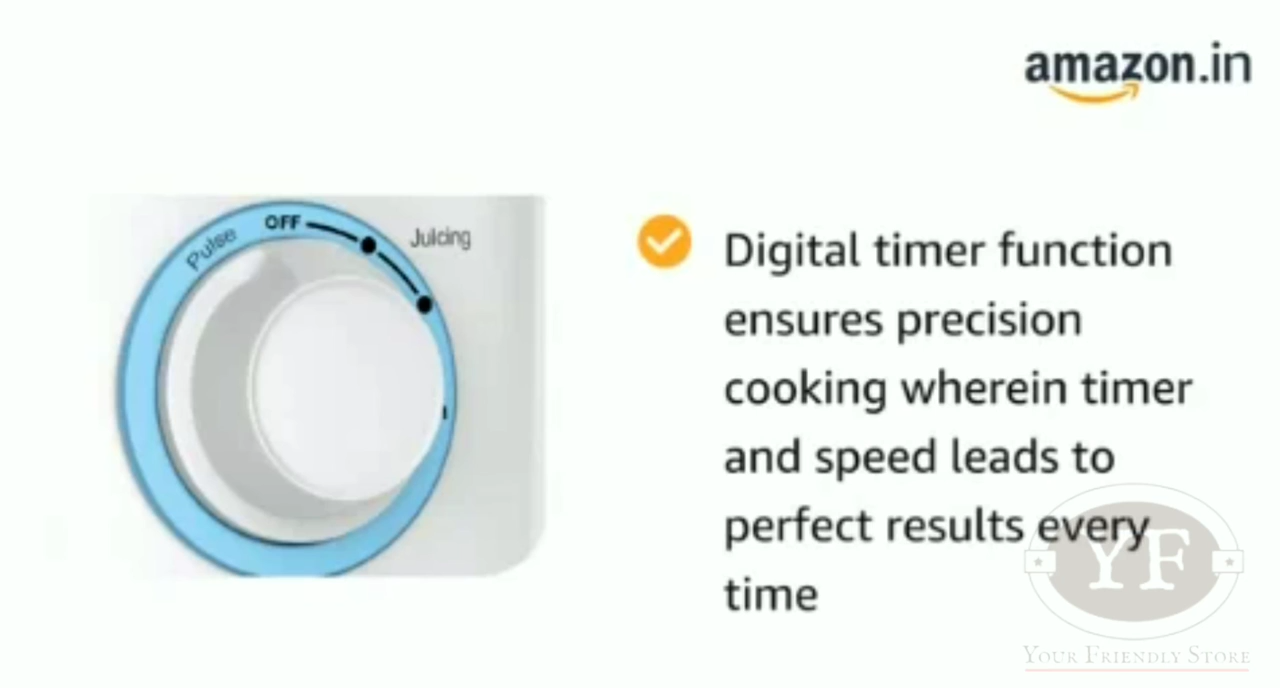 amazon.in
Pulse
OFF
Juicing
Digital timer function
ensures precision
cooking wherein timer
and speed leads to
perfect results every
time
YF
YOUR FRIENDLY STORE